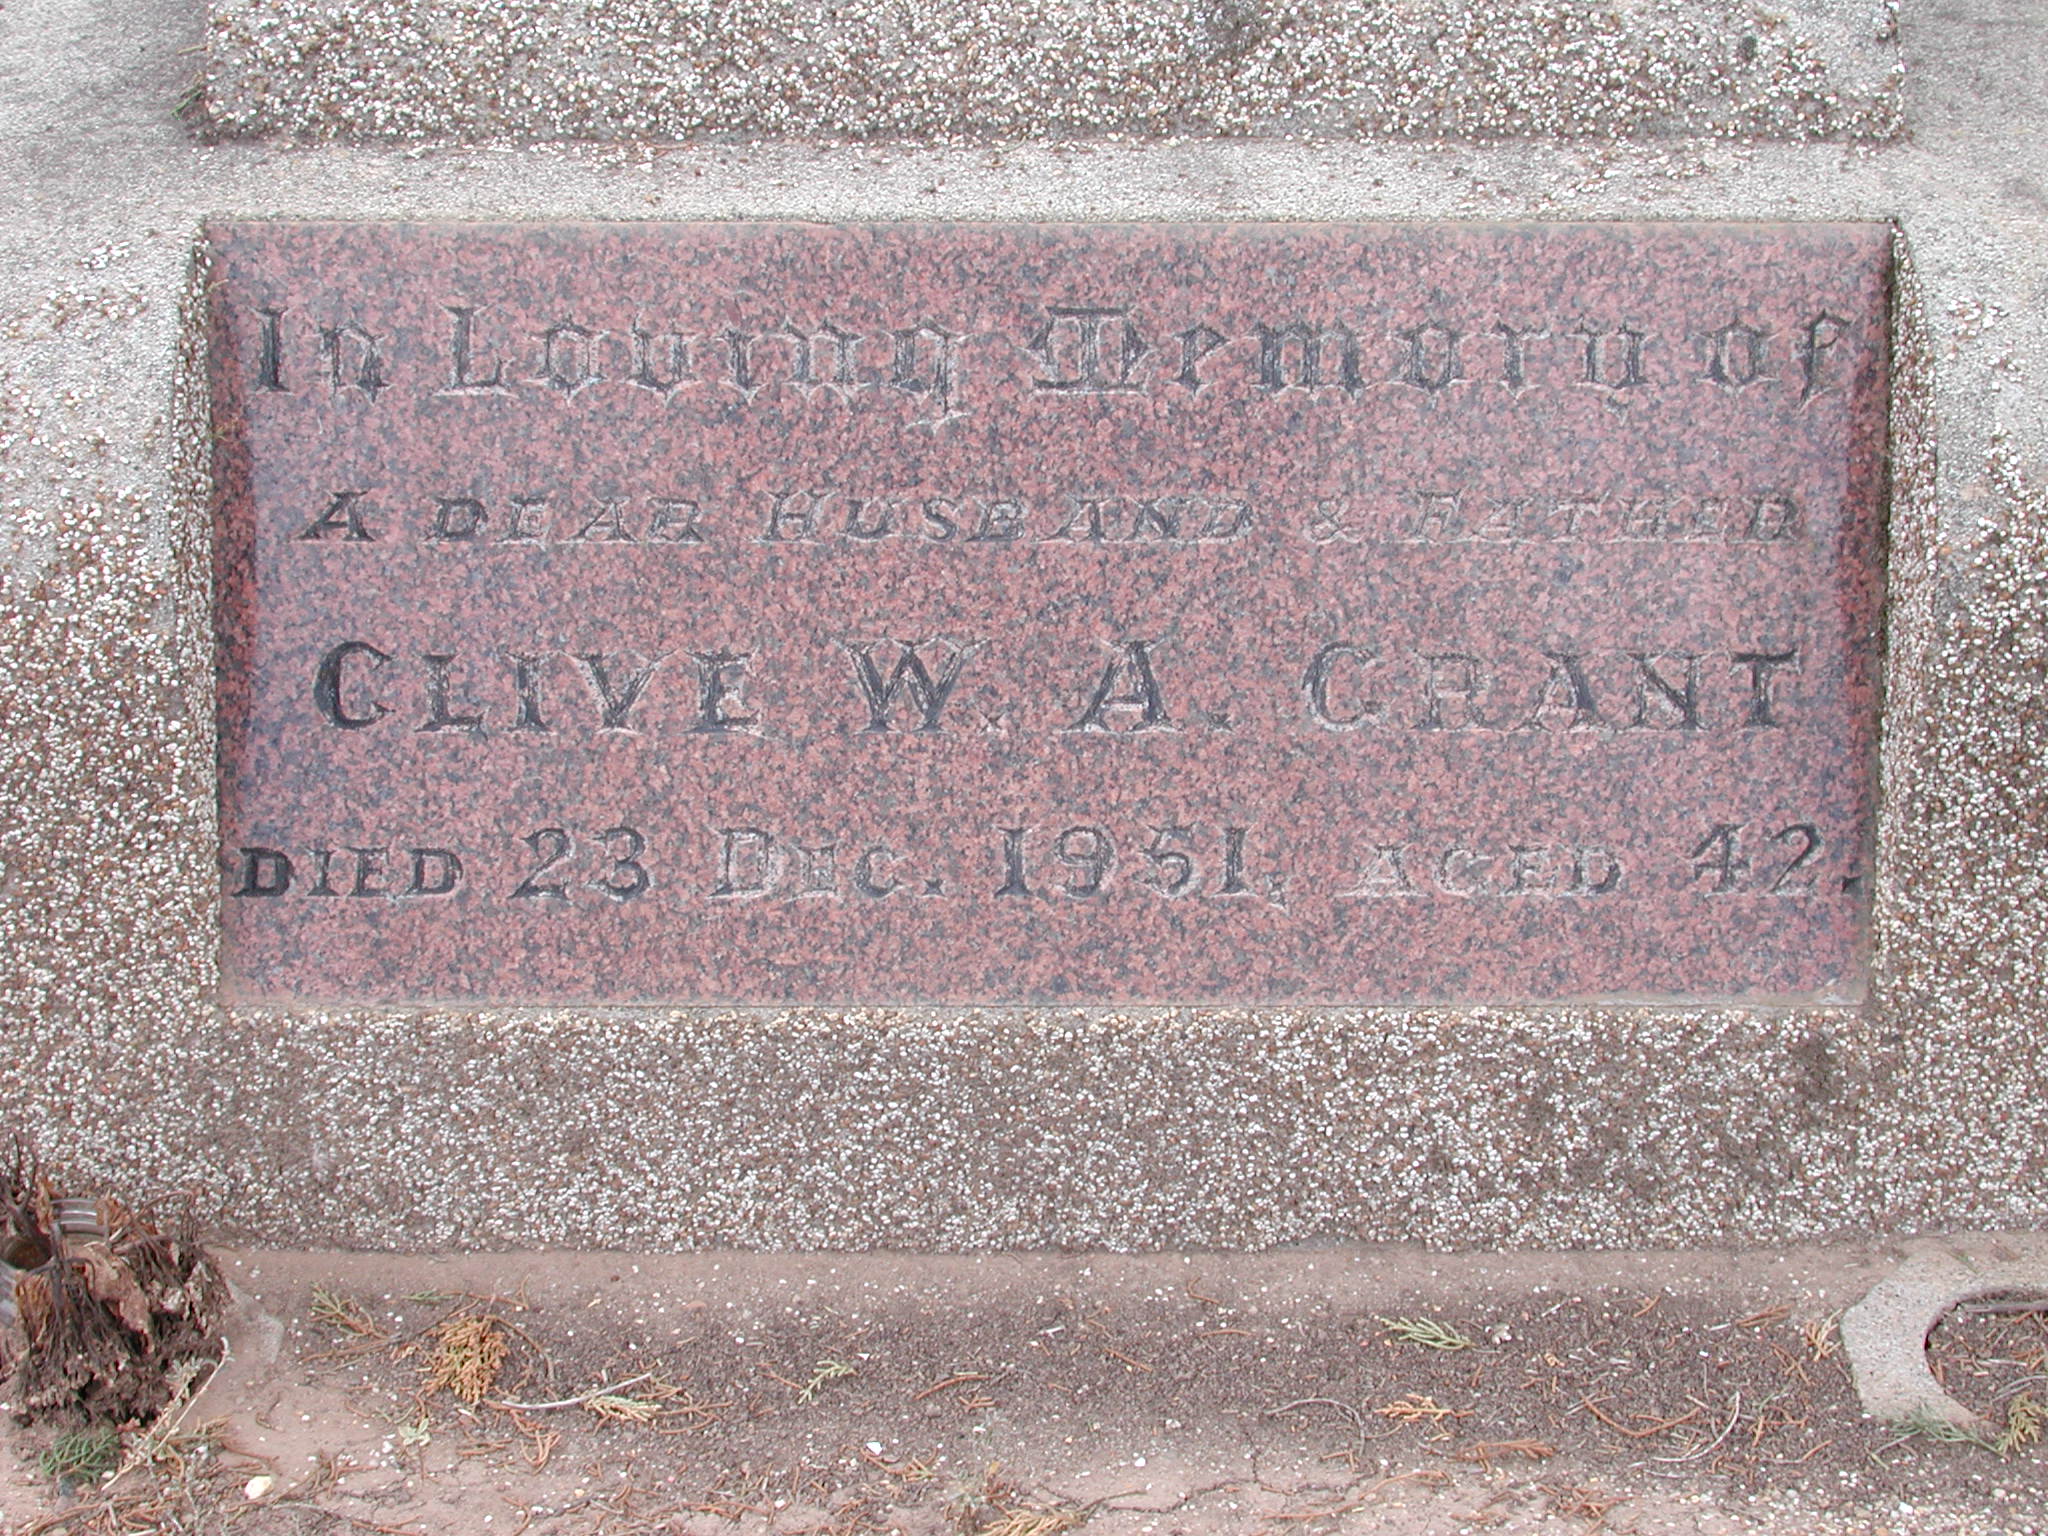 In Loving Memory of
A DEAR HUSBAND & FATHER
CLIVE W. A. GRANT
DIED 23 DEC. 1951, AGED 42.